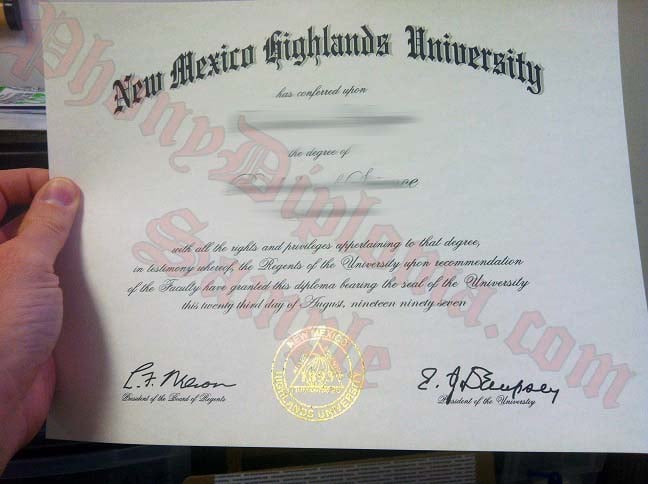 New Mexico Highlands University
has conferred upon
the degree of
with all the rights and privileges appertaining to that degree,
in testimony whereof, the Regents of the University upon recommendation
of the Faculty have granted this diploma bearing the seal of the University
this twenty third day of August, nineteen ninety seven
NEW MEXICO
1893
HIGHLANDS UNIVERSITY
L. F. Nelson
E. J. Dempsey
President of the Board of Regents
President of the University
PhonyDiploma.com
Sample